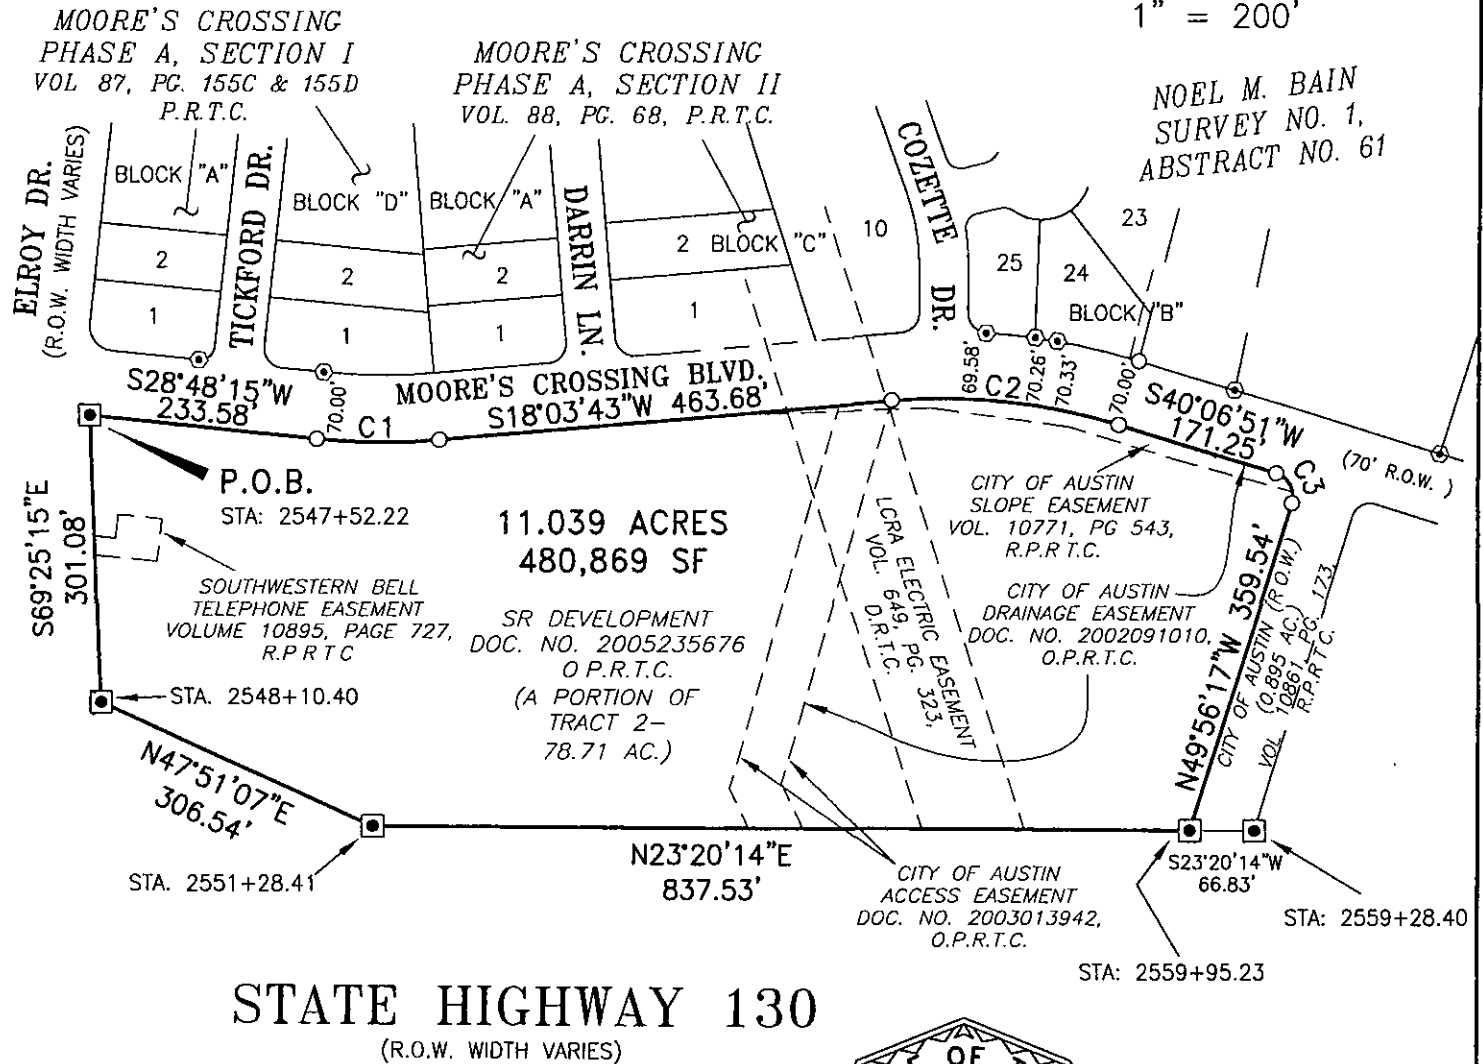 1" = 200'
MOORE'S CROSSING
PHASE A, SECTION I
VOL 87, PG. 155C & 155D
P.R.T.C.
MOORE'S CROSSING
PHASE A, SECTION II
VOL. 88, PG. 68, P.R.T.C.
NOEL M. BAIN
SURVEY NO. 1,
ABSTRACT NO. 61
ELROY DR.
(R.O.W. WIDTH VARIES)
BLOCK "A"
2
1
TICKFORD DR.
BLOCK "D"
2
1
BLOCK "A"
2
1
DARRIN LN.
2 BLOCK "C"
1
10
COZETTE DR.
25
24
23
BLOCK "B"
S28°48'15"W
233.58'
70.00'
C1
MOORE'S CROSSING BLVD.
S18°03'43"W 463.68'
69.58'
C2
70.26'
70.33'
70.00'
S40°06'51"W
171.25'
C3
(70' R.O.W. )
P.O.B.
STA: 2547+52.22
S69°25'15"E
301.08'
11.039 ACRES
480,869 SF
SOUTHWESTERN BELL
TELEPHONE EASEMENT
VOLUME 10895, PAGE 727,
R.P R T C
SR DEVELOPMENT
DOC. NO. 2005235676
O P.R.T.C.
(A PORTION OF
TRACT 2-
78.71 AC.)
LCRA ELECTRIC EASEMENT
VOL. 649, PG. 323,
D.R.T.C.
CITY OF AUSTIN
SLOPE EASEMENT
VOL. 10771, PG 543,
R.P.R T.C.
CITY OF AUSTIN
DRAINAGE EASEMENT
DOC. NO. 2002091010,
O.P.R.T.C.
N49°56'17"W 359.54'
CITY OF AUSTIN (R O.W.)
(0.895 AC.)
VOL 10861, PG. 173,
R.P.R T.C.
STA. 2548+10.40
N47°51'07"E
306.54'
STA. 2551+28.41
N23°20'14"E
837.53'
CITY OF AUSTIN
ACCESS EASEMENT
DOC. NO. 2003013942,
O.P.R.T.C.
S23°20'14"W
66.83'
STA: 2559+28.40
STA: 2559+95.23
STATE HIGHWAY 130
(R.O.W. WIDTH VARIES)
OF